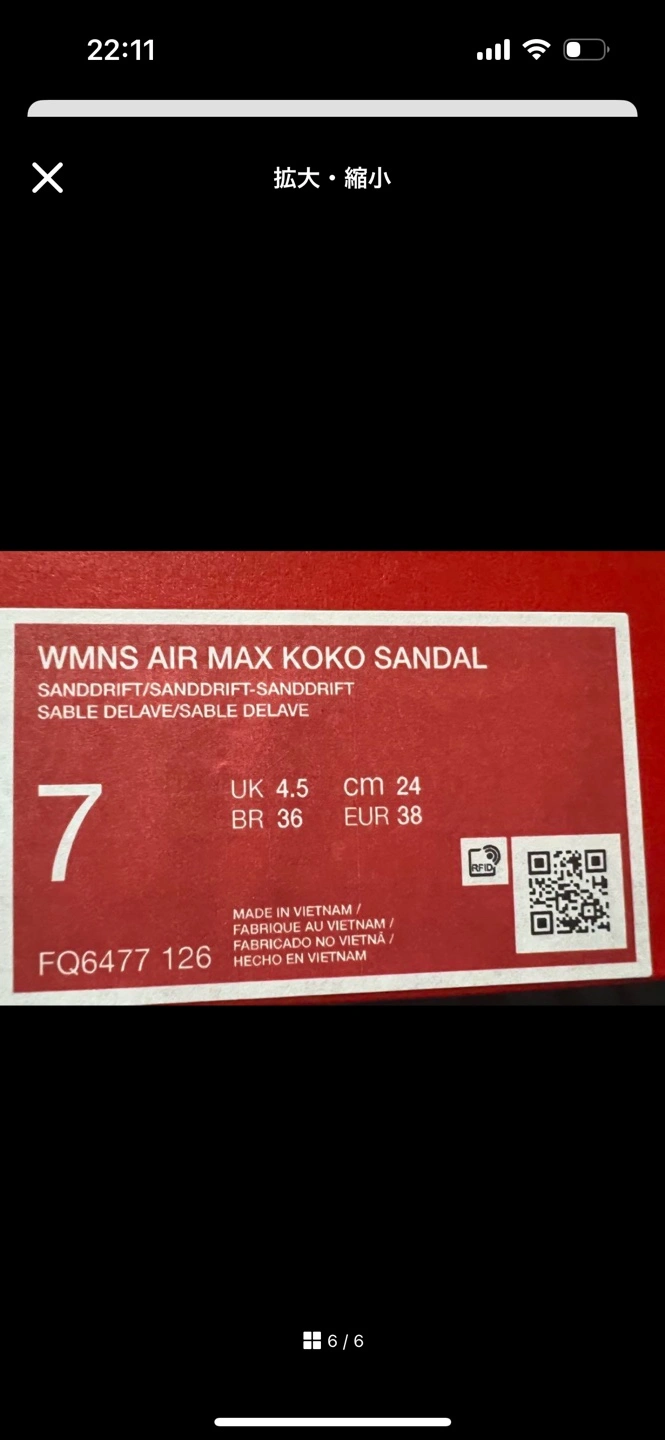 22:11
拡大・縮小
WMNS AIR MAX KOKO SANDAL
SANDDRIFT/SANDDRIFT-SANDDRIFT
SABLE DELAVE/SABLE DELAVE
7
UK 4.5 cm 24
BR 36 EUR 38
RFID
MADE IN VIETNAM /
FABRIQUE AU VIETNAM /
FABRICADO NO VIETNÃ /
HECHO EN VIETNAM
FQ6477 126
6 / 6